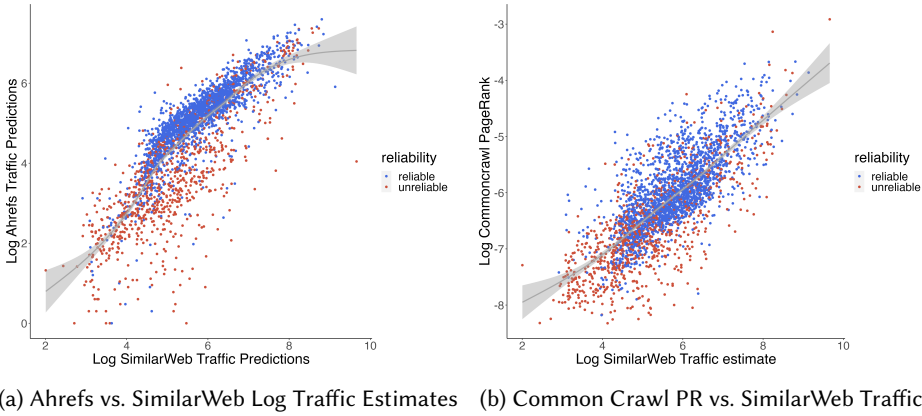 Log Ahrefs Traffic Predictions
6
4
2
0
2
4
6
8
10
Log SimilarWeb Traffic Predictions
reliability
reliable
unreliable
(a) Ahrefs vs. SimilarWeb Log Traffic Estimates
Log Commoncrawl PageRank
-3
-4
-5
-6
-7
-8
2
4
6
8
10
Log SimilarWeb Traffic estimate
reliability
reliable
unreliable
(b) Common Crawl PR vs. SimilarWeb Traffic